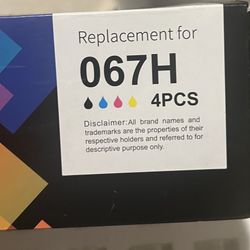 Replacement for
067H
4PCS
Disclaimer:All brand names and
trademarks are the properties of their
respective holders and referred to for
descriptive purpose only.